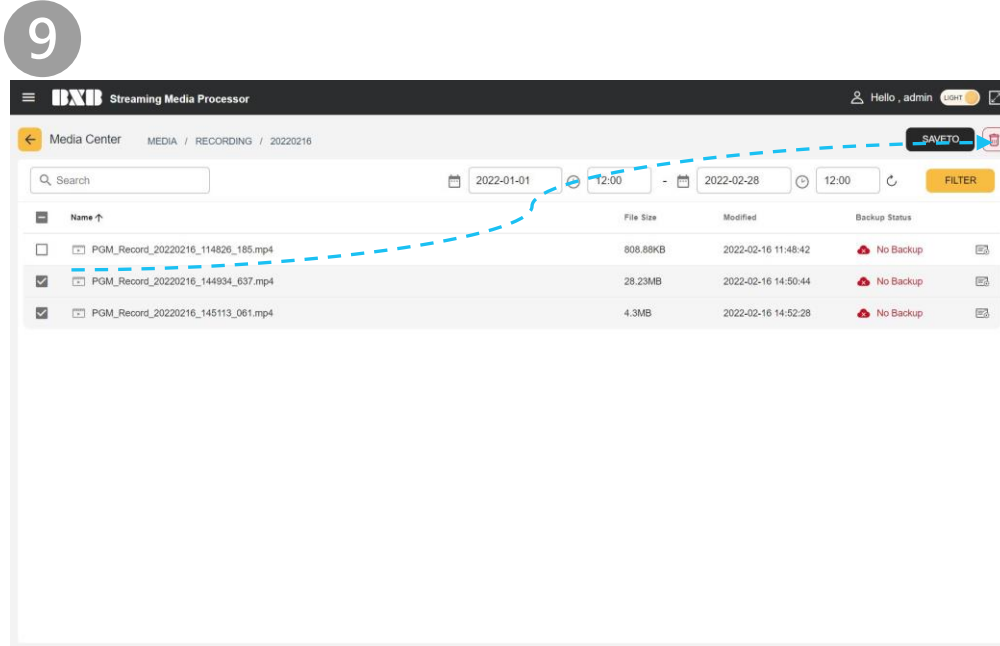 9
BXB Streaming Media Processor Hello , admin LIGHT
Media Center MEDIA / RECORDING / 20220216 SAVETO
Search 2022-01-01 12:00 - 2022-02-28 12:00 FILTER
Name File Size Modified Backup Status
PGM_Record_20220216_114826_185.mp4 808.88KB 2022-02-16 11:48:42 No Backup
PGM_Record_20220216_144934_637.mp4 28.23MB 2022-02-16 14:50:44 No Backup
PGM_Record_20220216_145113_061.mp4 4.3MB 2022-02-16 14:52:28 No Backup